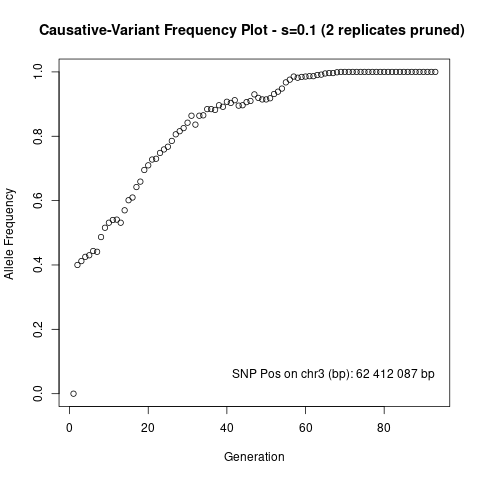 Causative-Variant Frequency Plot - s=0.1 (2 replicates pruned)
1.0
0.8
0.6
0.4
0.2
0.0
Allele Frequency
SNP Pos on chr3 (bp): 62 412 087 bp
0 20 40 60 80
Generation